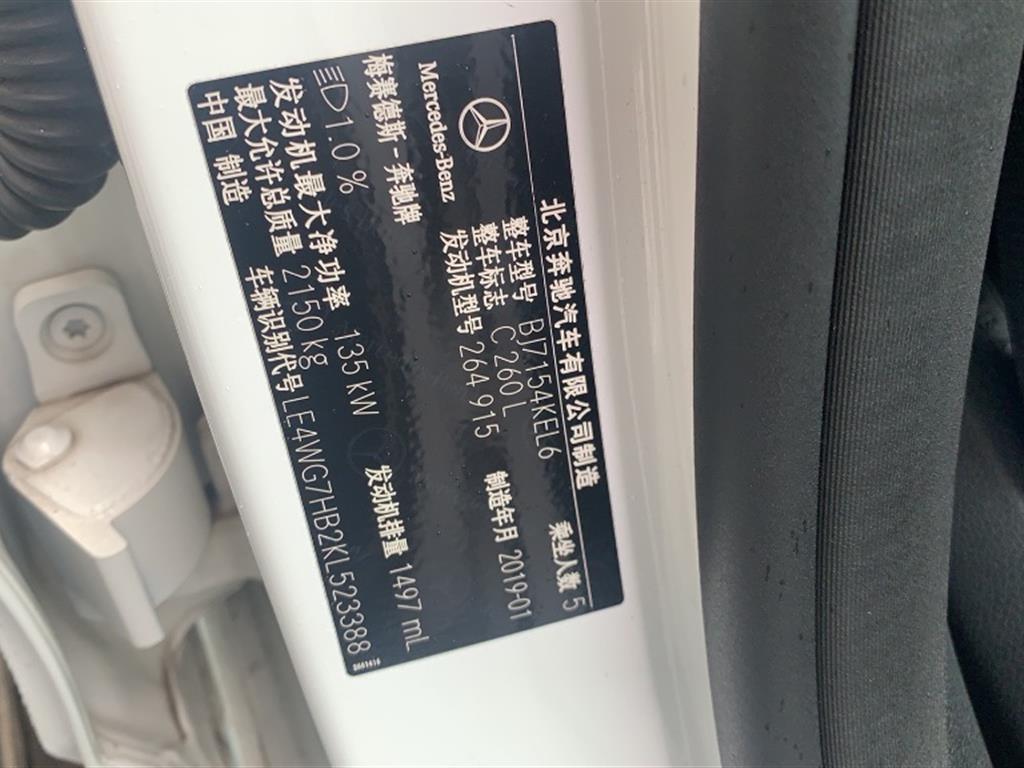 北京奔驰汽车有限公司制造
整车型号 BJ7154KEL6 乘坐人数 5
整车标志 C 260 L
发动机型号 264 915 制造年月 2019-01
Mercedes-Benz
梅赛德斯-奔驰牌
1.0 %
发动机最大净功率 135 kW 发动机排量 1497 mL
最大允许总质量 2150 kg
中国 制造 车辆识别代号 LE4WG7HB2KL523388